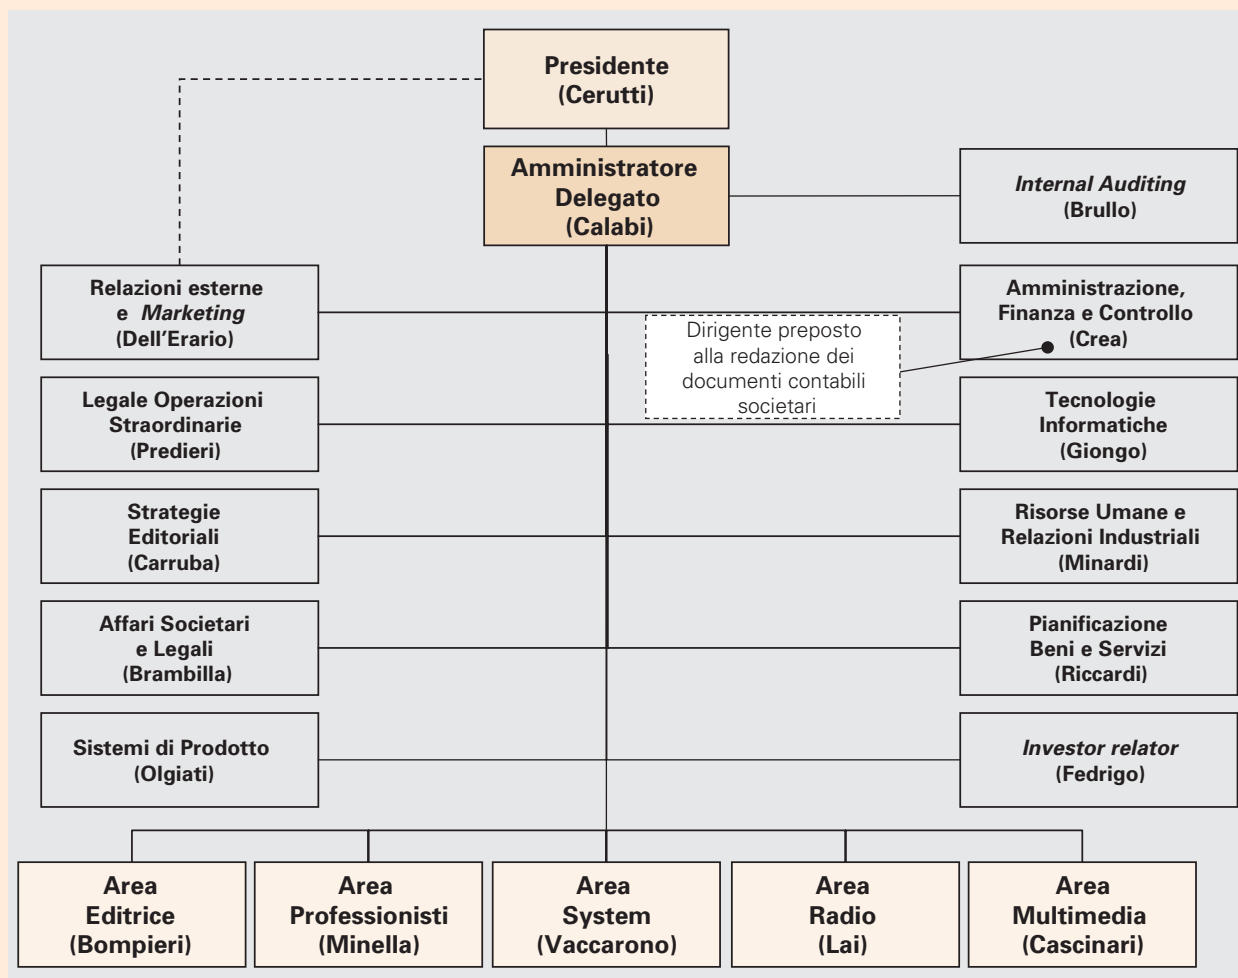 Presidente
(Cerutti)
Amministratore
Delegato
(Calabi)
Internal Auditing
(Brullo)
Relazioni esterne
e Marketing
(Dell'Erario)
Amministrazione,
Finanza e Controllo
(Crea)
Dirigente preposto
alla redazione dei
documenti contabili
societari
Legale Operazioni
Straordinarie
(Predieri)
Tecnologie
Informatiche
(Giongo)
Strategie
Editoriali
(Carruba)
Risorse Umane e
Relazioni Industriali
(Minardi)
Affari Societari
e Legali
(Brambilla)
Pianificazione
Beni e Servizi
(Riccardi)
Sistemi di Prodotto
(Olgiati)
Investor relator
(Fedrigo)
Area
Editrice
(Bompieri)
Area
Professionisti
(Minella)
Area
System
(Vaccarono)
Area
Radio
(Lai)
Area
Multimedia
(Cascinari)